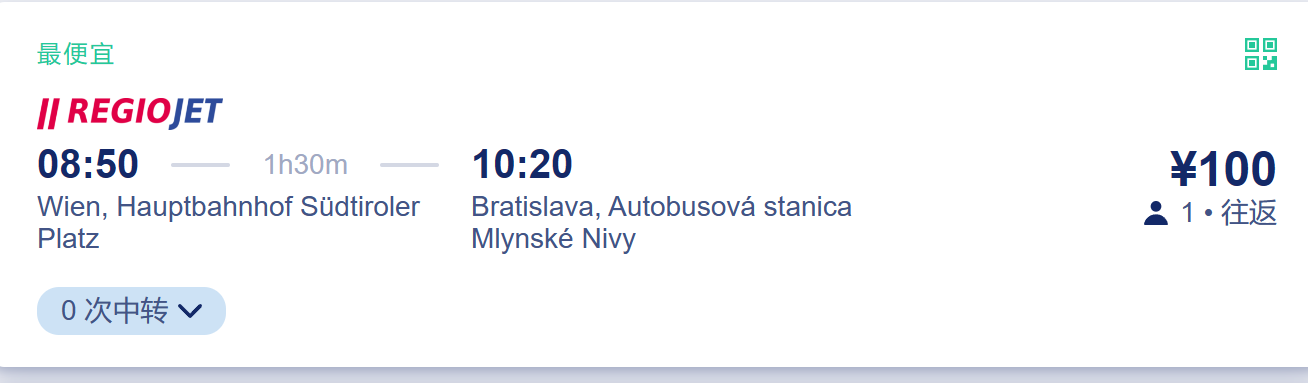 最便宜
REGIOJET
08:50 1h30m 10:20
Wien, Hauptbahnhof Südtiroler
Platz
Bratislava, Autobusová stanica
Mlynské Nivy
¥100
1 • 往返
0 次中转